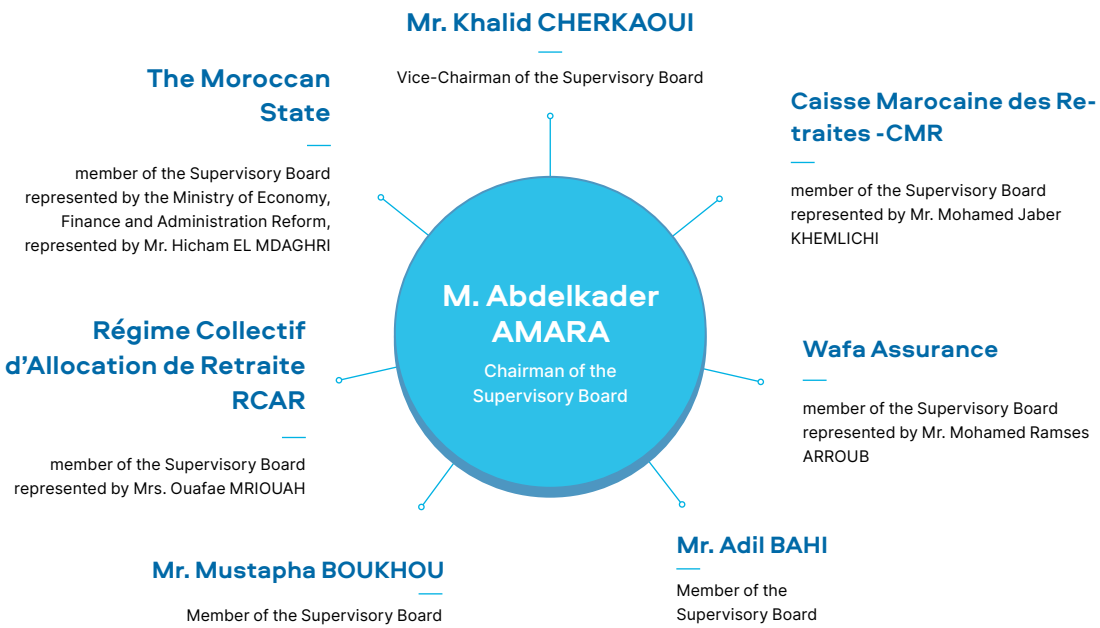 Mr. Khalid CHERKAOUI
Vice-Chairman of the Supervisory Board
The Moroccan
State
member of the Supervisory Board
represented by the Ministry of Economy,
Finance and Administration Reform,
represented by Mr. Hicham EL MDAGHRI
Caisse Marocaine des Re-
traites -CMR
member of the Supervisory Board
represented by Mr. Mohamed Jaber
KHEMLICHI
M. Abdelkader
AMARA
Chairman of the
Supervisory Board
Régime Collectif
d’Allocation de Retraite
RCAR
member of the Supervisory Board
represented by Mrs. Ouafae MRIOUAH
Wafa Assurance
member of the Supervisory Board
represented by Mr. Mohamed Ramses
ARROUB
Mr. Mustapha BOUKHOU
Member of the Supervisory Board
Mr. Adil BAHI
Member of the
Supervisory Board